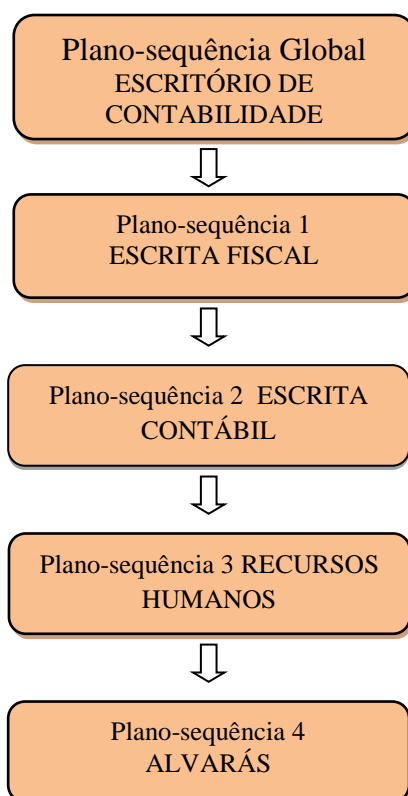 Plano-sequência Global
ESCRITÓRIO DE
CONTABILIDADE
Plano-sequência 1
ESCRITA FISCAL
Plano-sequência 2 ESCRITA
CONTÁBIL
Plano-sequência 3 RECURSOS
HUMANOS
Plano-sequência 4
ALVARÁS